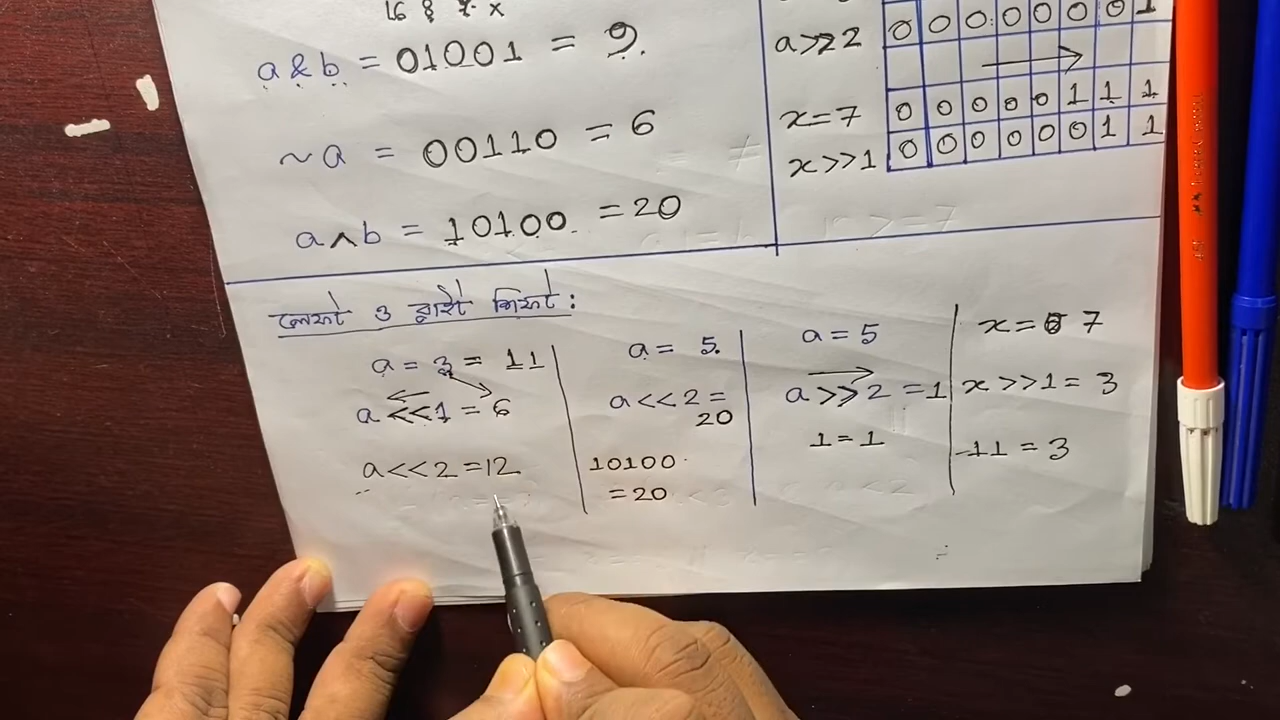 16 8
a & b = 01001 = 9.
~a = 00110 = 6
a ^ b = 10100 = 20
0 0 0 0 0 0 0 1
a>>2
x=7 0 0 0 0 0 1 1 1
x>>1 0 0 0 0 0 0 1 1
লেফট ও রাইট শিফট :
a = 3 = 11
a <<1 = 6
a<<2 =12
a = 5.
a<<2 =
20
10100
= 20
a = 5
a >> 2 = 1
1 = 1
x = 7
x >>1 = 3
11 = 3